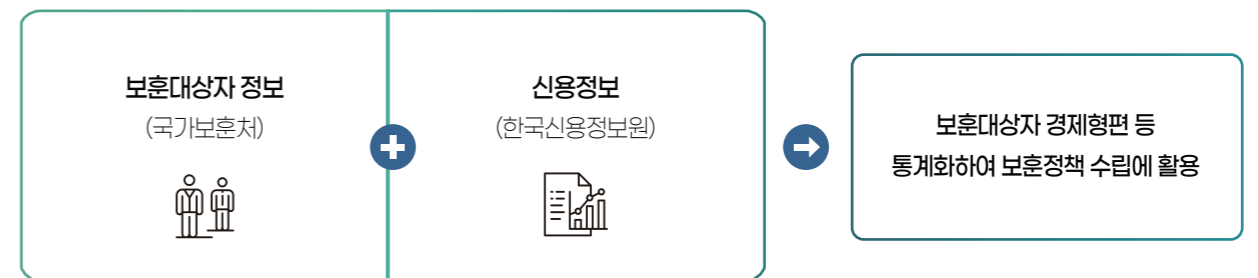 보훈대상자 정보
(국가보훈처)
신용정보
(한국신용정보원)
보훈대상자 경제형편 등
통계화하여 보훈정책 수립에 활용